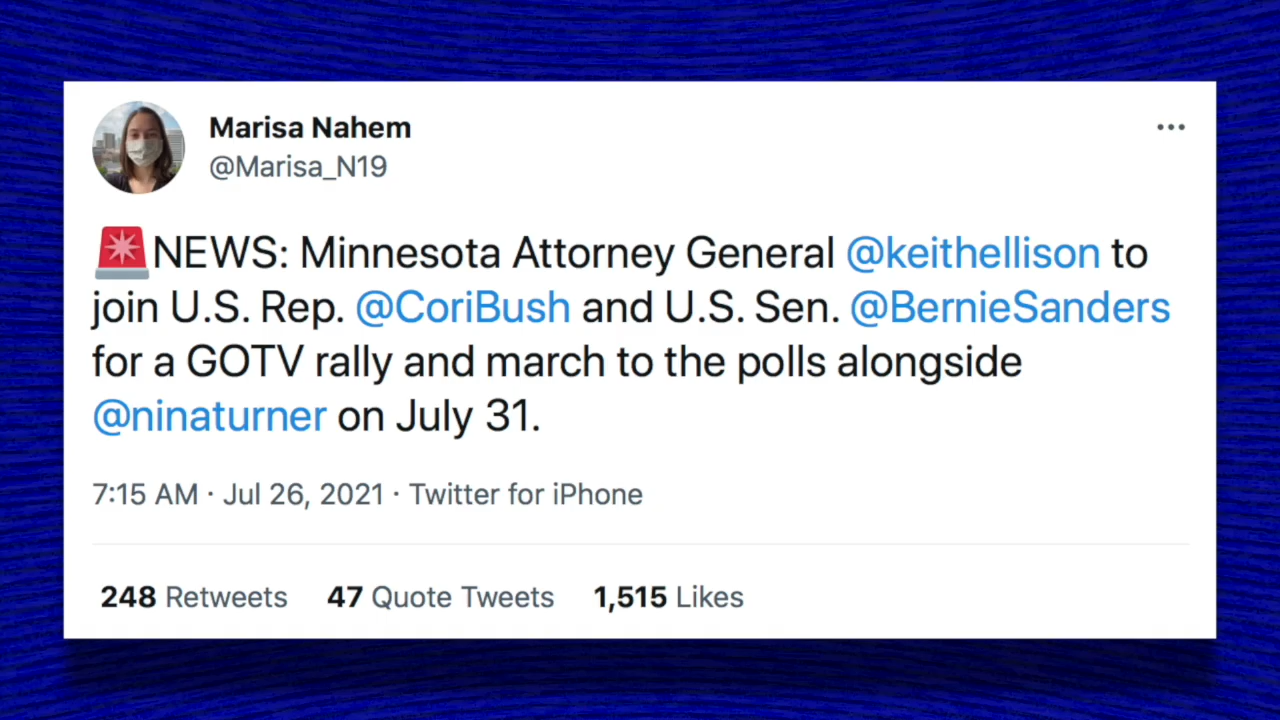 Marisa Nahem
@Marisa_N19
🚨NEWS: Minnesota Attorney General @keithellison to
join U.S. Rep. @CoriBush and U.S. Sen. @BernieSanders
for a GOTV rally and march to the polls alongside
@ninaturner on July 31.
7:15 AM · Jul 26, 2021 · Twitter for iPhone
248 Retweets 47 Quote Tweets 1,515 Likes